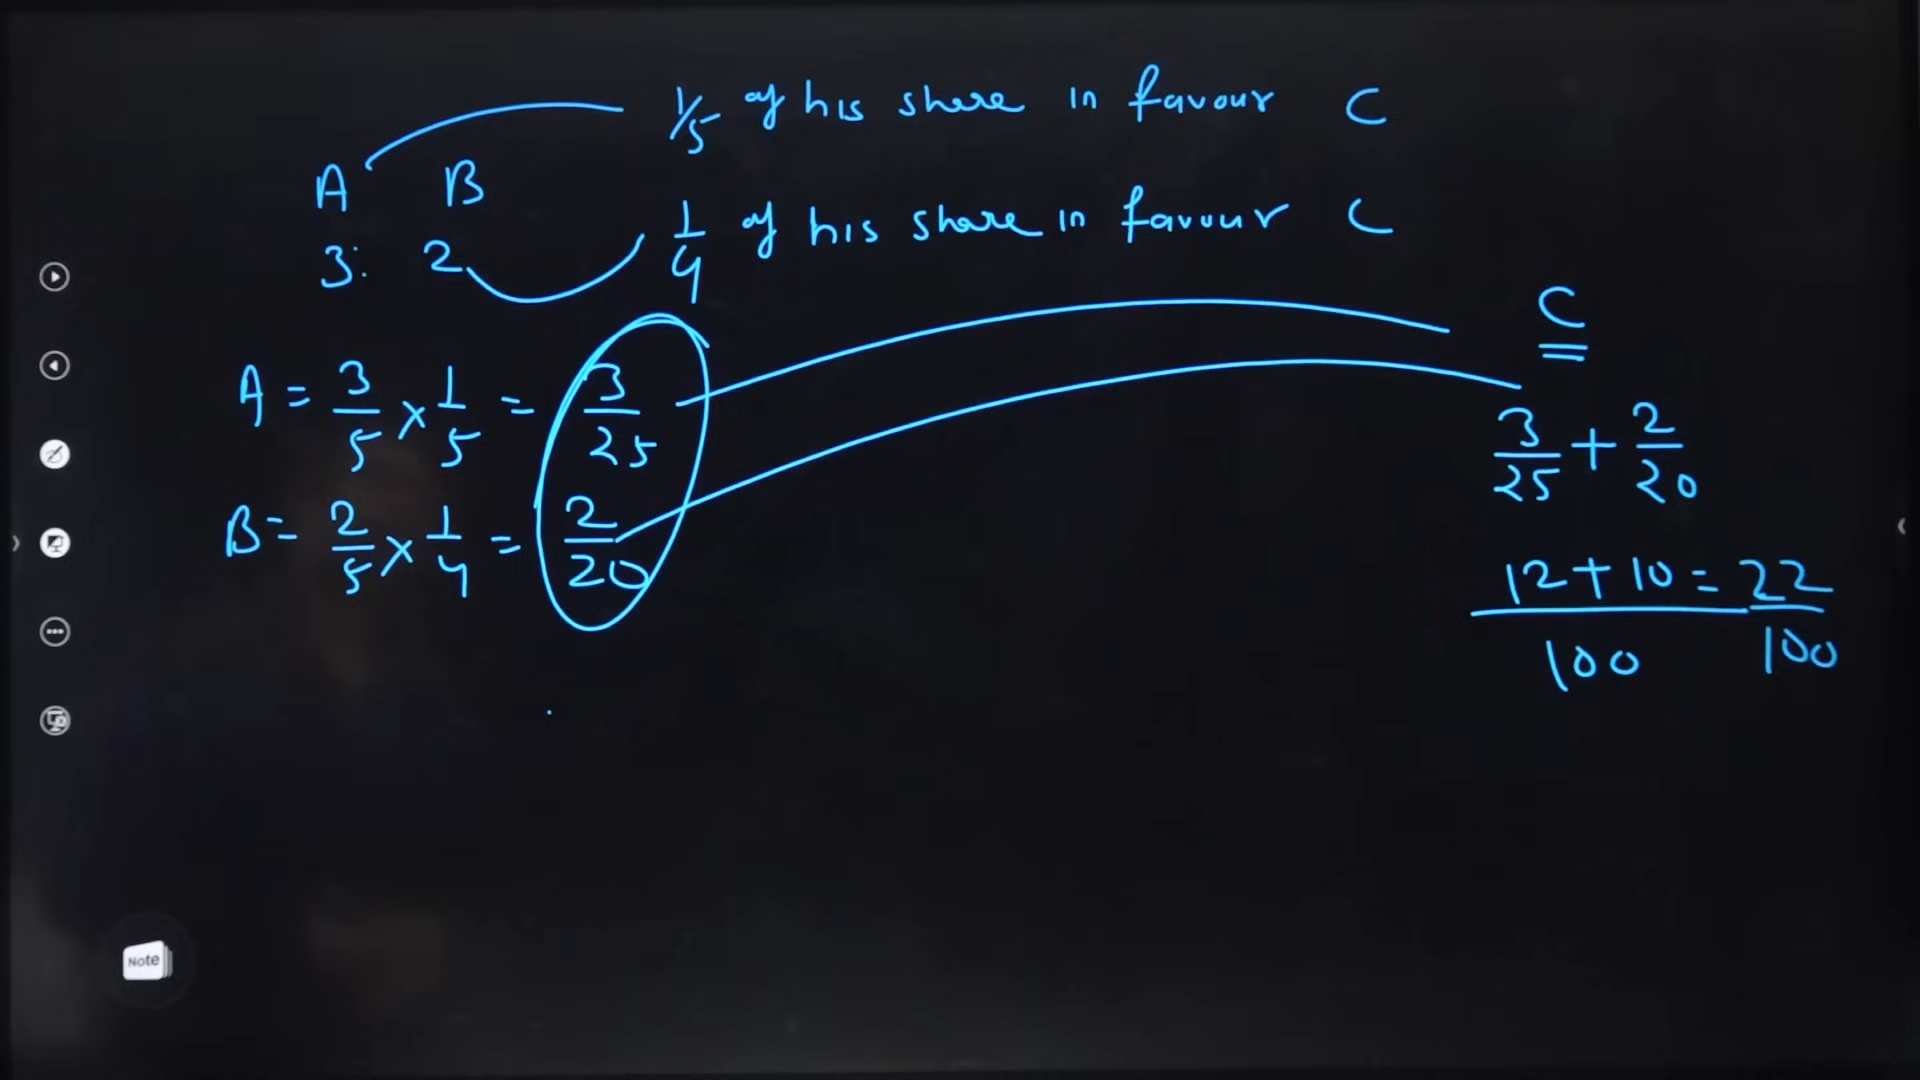 1/5 of his share in favour C
A B
3: 2
1/4 of his share in favour C
C
A = 3/5 × 1/5 = 3/25
3/25 + 2/20
B = 2/5 × 1/4 = 2/20
12 + 10 = 22
100 100
Note